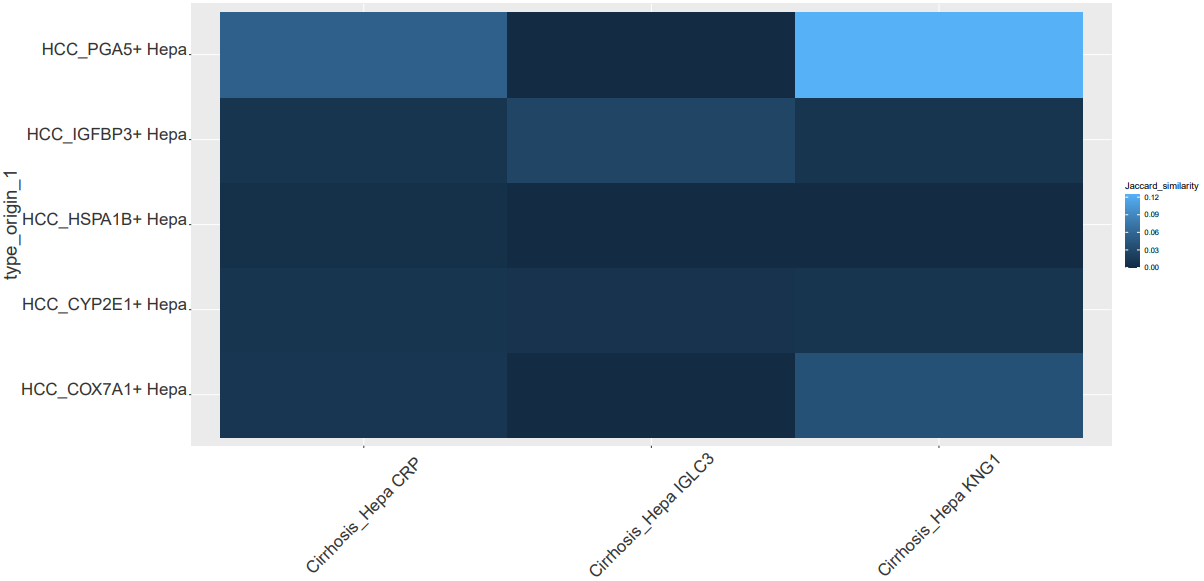 HCC_PGA5+ Hepa.
HCC_IGFBP3+ Hepa.
HCC_HSPA1B+ Hepa.
HCC_CYP2E1+ Hepa.
HCC_COX7A1+ Hepa.
type_origin_1
Cirrhosis_Hepa CRP
Cirrhosis_Hepa IGLC3
Cirrhosis_Hepa KNG1
Jaccard_similarity
0.12
0.09
0.06
0.03
0.00